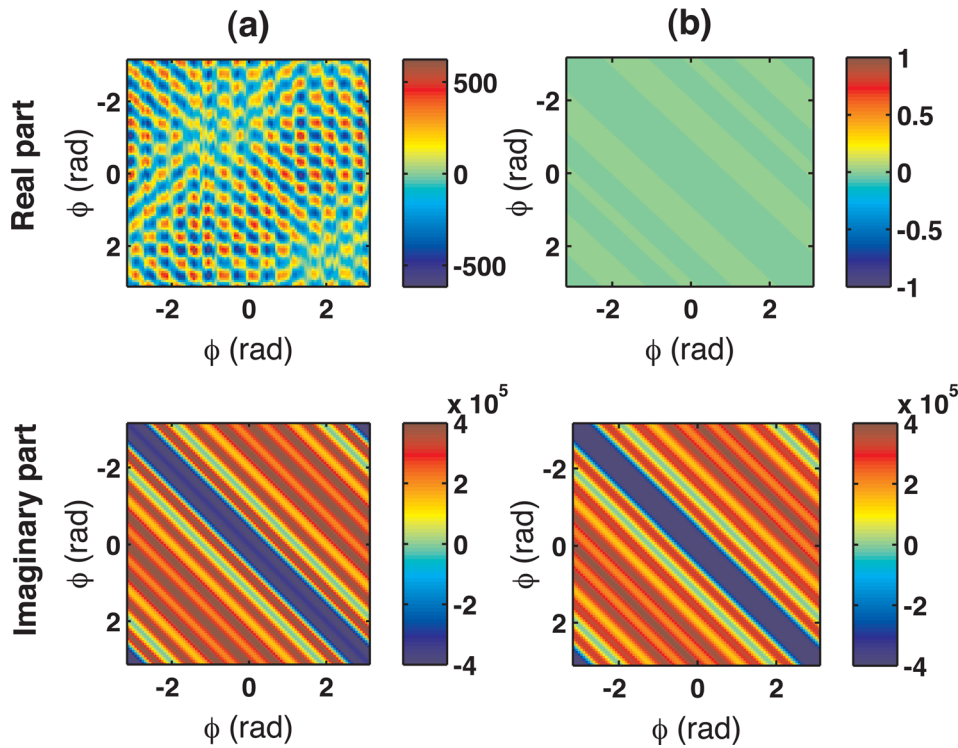 (a)
(b)
Real part
ϕ (rad)
-2
0
2
-2 0 2
ϕ (rad)
500
0
-500
ϕ (rad)
-2
0
2
-2 0 2
ϕ (rad)
1
0.5
0
-0.5
-1
Imaginary part
ϕ (rad)
-2
0
2
-2 0 2
ϕ (rad)
x 10^5
4
2
0
-2
-4
ϕ (rad)
-2
0
2
-2 0 2
ϕ (rad)
x 10^5
4
2
0
-2
-4